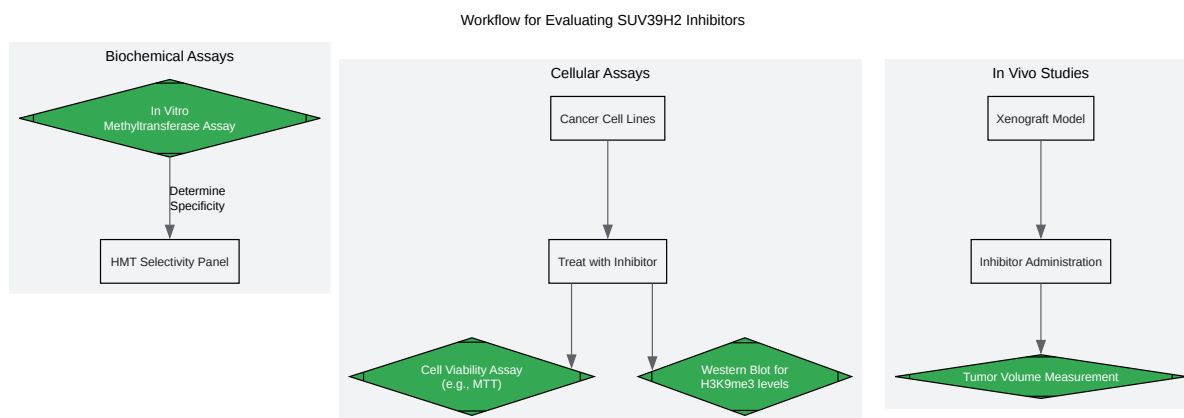 Workflow for Evaluating SUV39H2 Inhibitors
Biochemical Assays
In Vitro
Methyltransferase Assay
Determine
Specificity
HMT Selectivity Panel
Cellular Assays
Cancer Cell Lines
Treat with Inhibitor
Cell Viability Assay
(e.g., MTT)
Western Blot for
H3K9me3 levels
In Vivo Studies
Xenograft Model
Inhibitor Administration
Tumor Volume Measurement